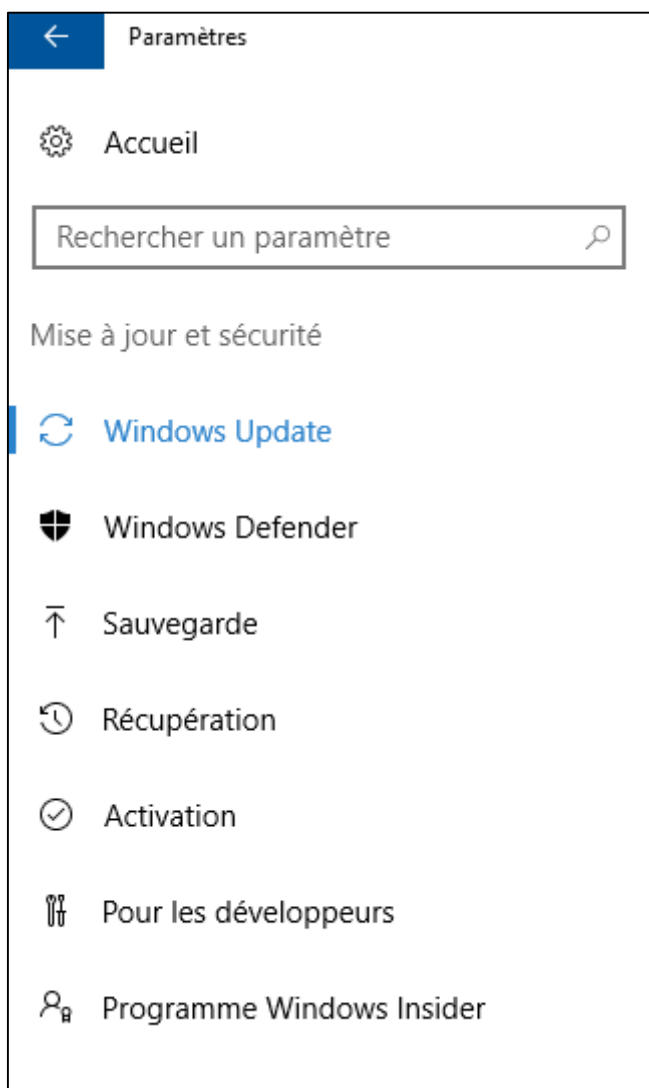 Paramètres
Accueil
Rechercher un paramètre
Mise à jour et sécurité
Windows Update
Windows Defender
Sauvegarde
Récupération
Activation
Pour les développeurs
Programme Windows Insider